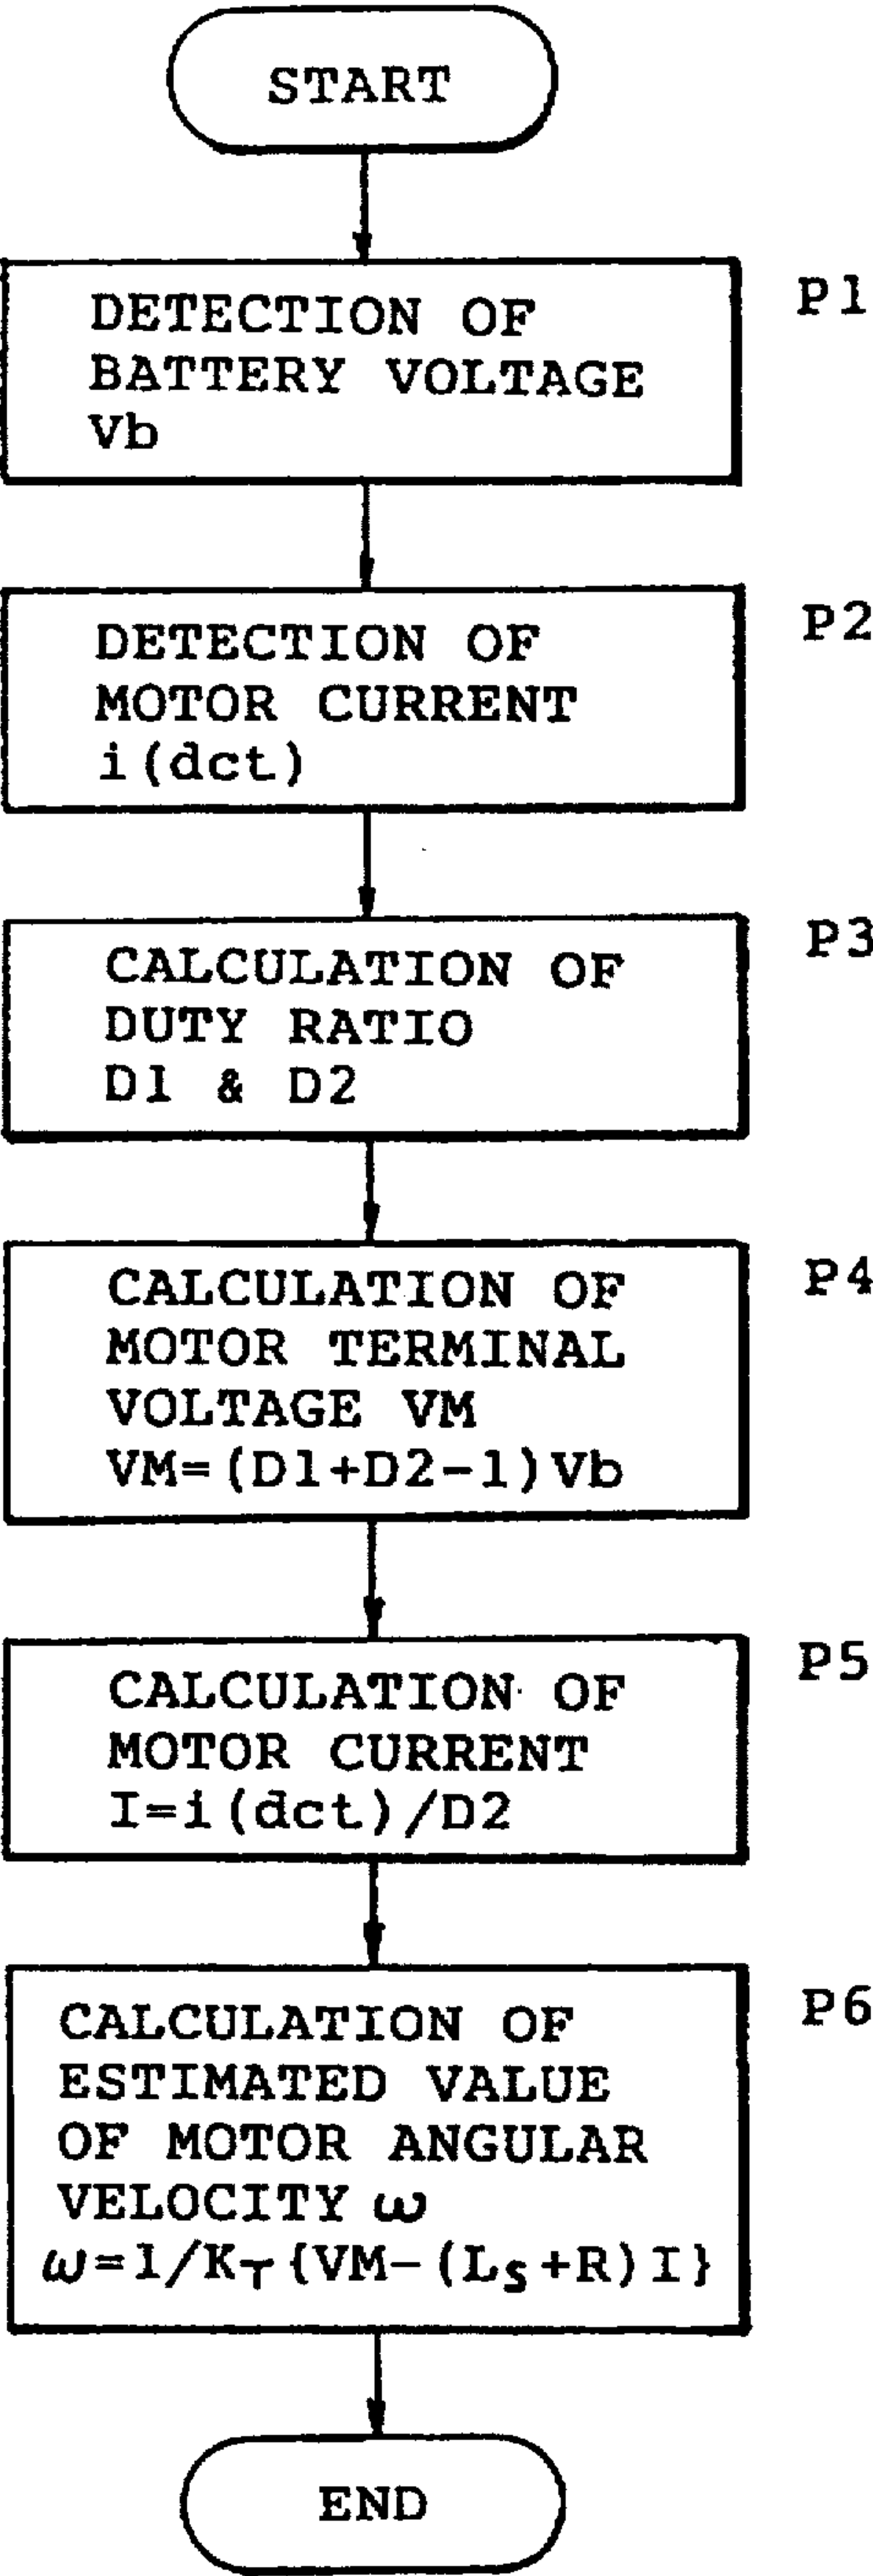 START
P1
DETECTION OF
BATTERY VOLTAGE
Vb
P2
DETECTION OF
MOTOR CURRENT
i(dct)
P3
CALCULATION OF
DUTY RATIO
D1 & D2
P4
CALCULATION OF
MOTOR TERMINAL
VOLTAGE VM
VM=(D1+D2-1)Vb
P5
CALCULATION OF
MOTOR CURRENT
I=i(dct)/D2
P6
CALCULATION OF
ESTIMATED VALUE
OF MOTOR ANGULAR
VELOCITY ω
ω=1/K_T{VM-(L_S+R)I}
END